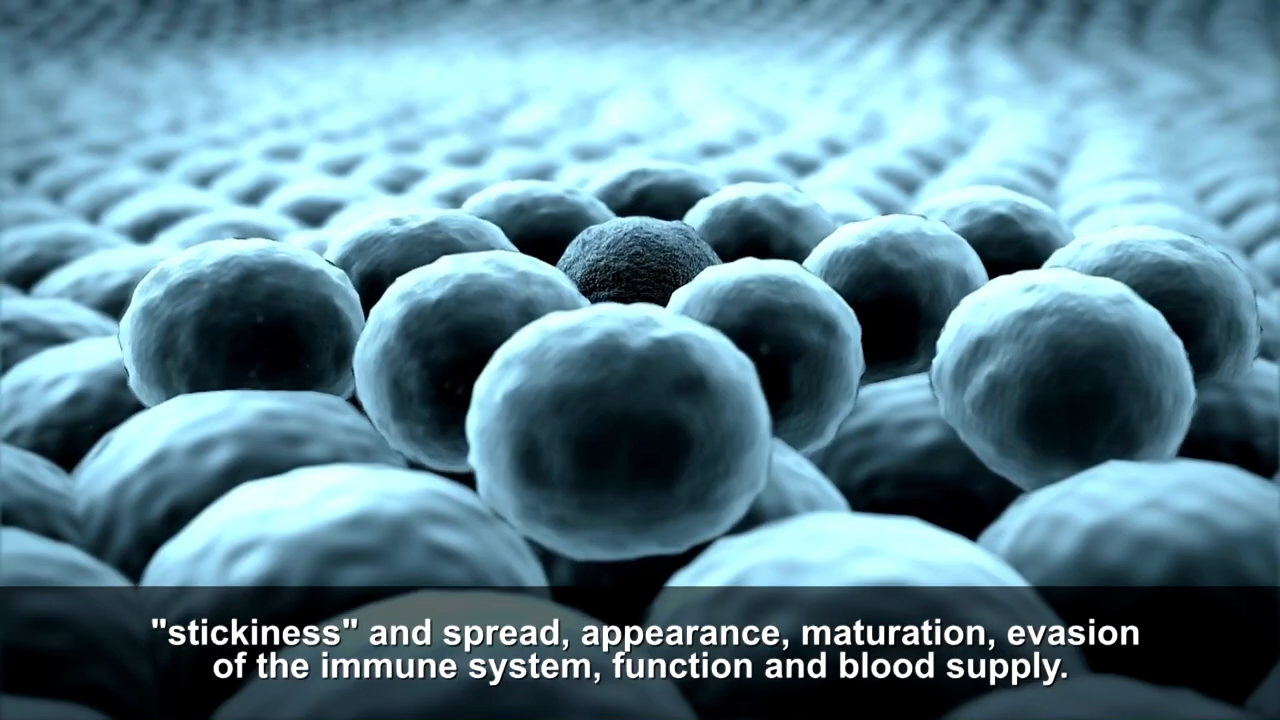 "stickiness" and spread, appearance, maturation, evasion
of the immune system, function and blood supply.